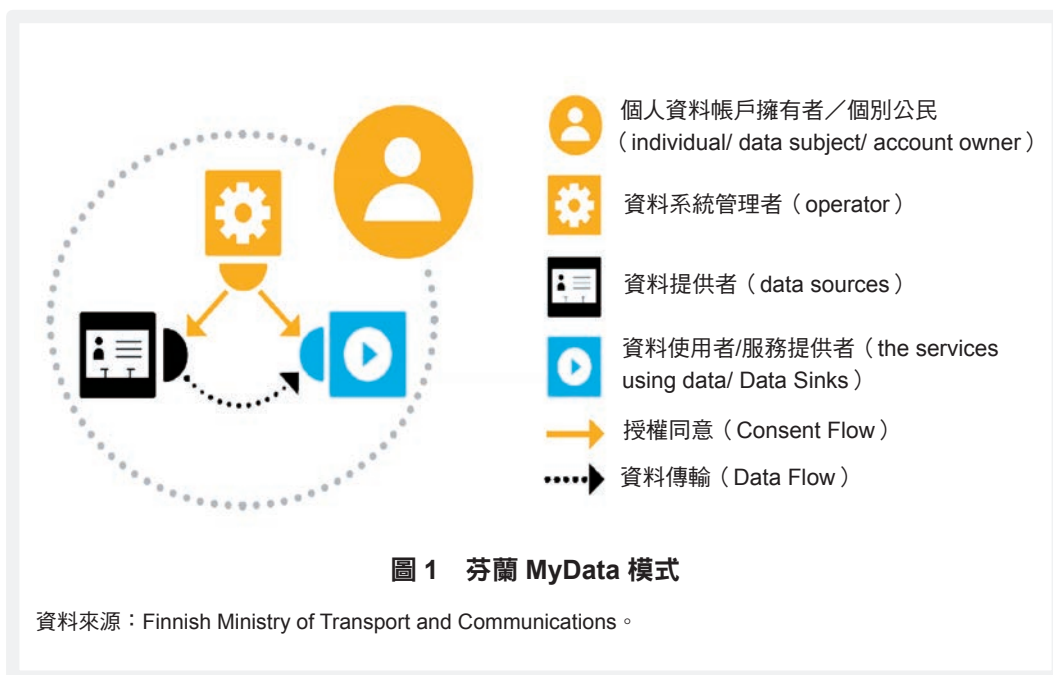 個人資料帳戶擁有者／個別公民
（individual/ data subject/ account owner）
資料系統管理者（operator）
資料提供者（data sources）
資料使用者/服務提供者（the services
using data/ Data Sinks）
授權同意（Consent Flow）
資料傳輸（Data Flow）
圖 1　芬蘭 MyData 模式
資料來源：Finnish Ministry of Transport and Communications。